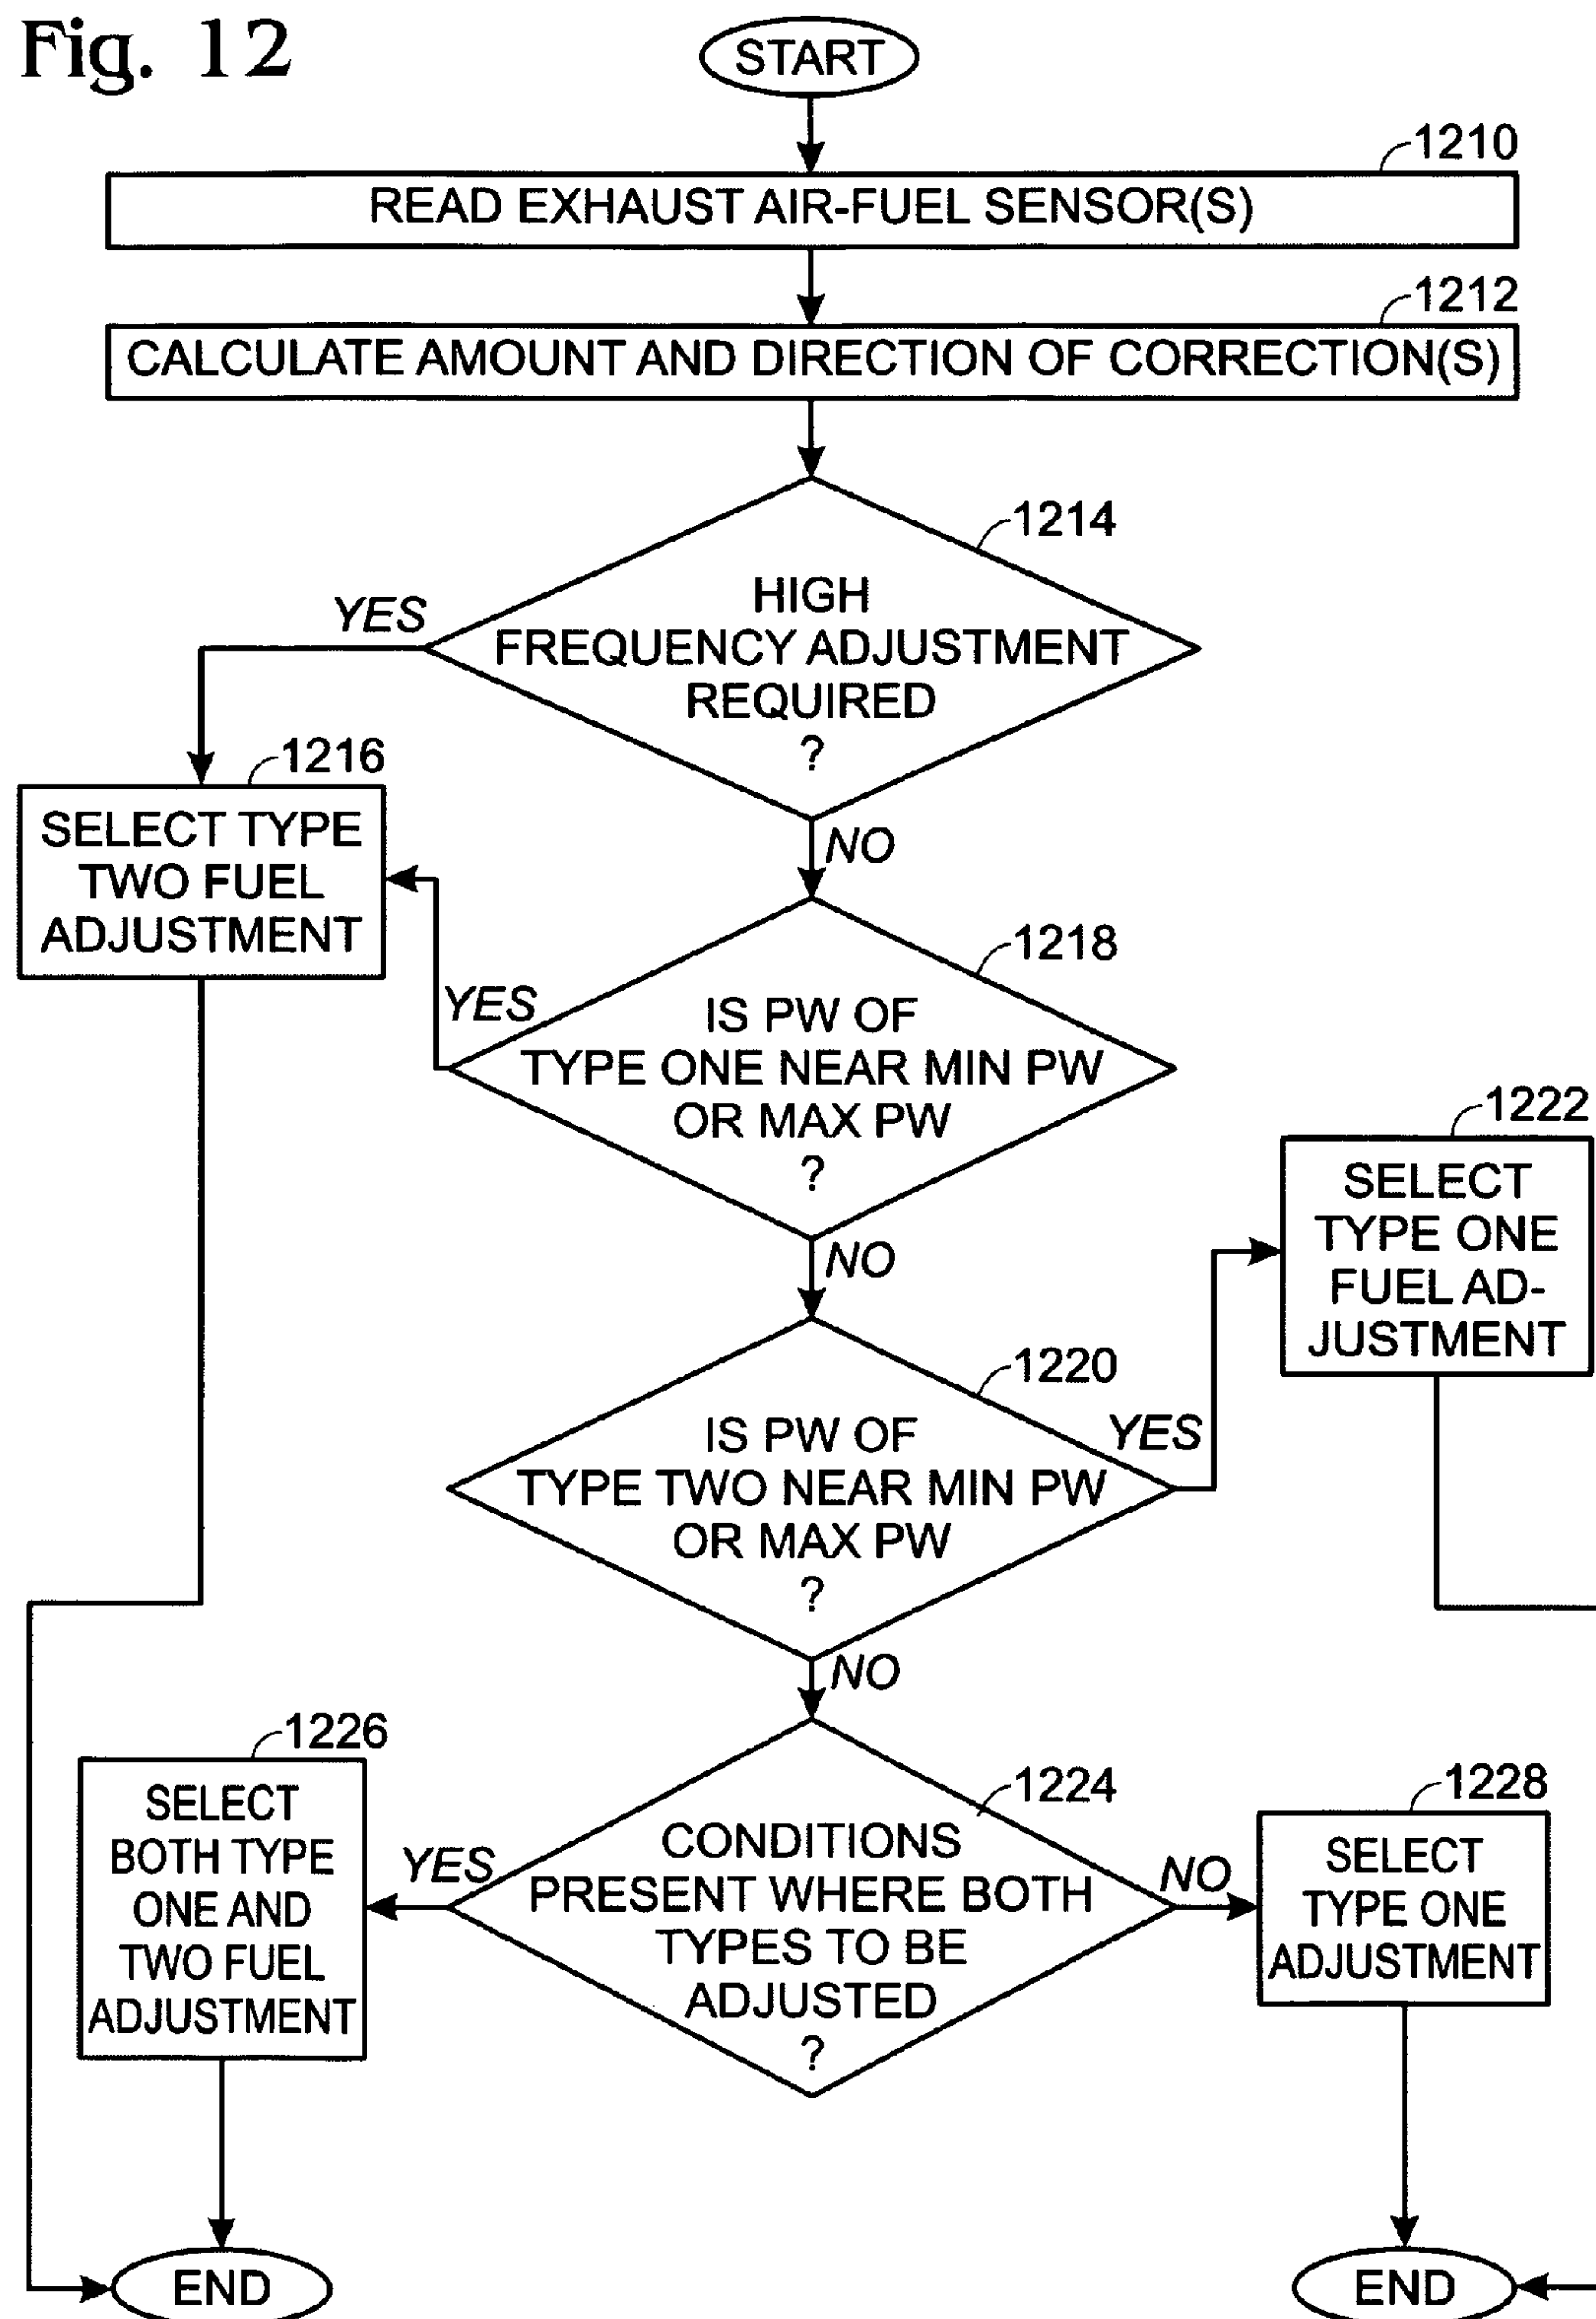 Fig. 12
START
1210
READ EXHAUST AIR-FUEL SENSOR(S)
1212
CALCULATE AMOUNT AND DIRECTION OF CORRECTION(S)
1214
HIGH
FREQUENCY ADJUSTMENT
REQUIRED
?
YES
NO
1216
SELECT TYPE
TWO FUEL
ADJUSTMENT
1218
IS PW OF
TYPE ONE NEAR MIN PW
OR MAX PW
?
YES
NO
1220
IS PW OF
TYPE TWO NEAR MIN PW
OR MAX PW
?
YES
NO
1222
SELECT
TYPE ONE
FUEL AD-
JUSTMENT
1224
CONDITIONS
PRESENT WHERE BOTH
TYPES TO BE
ADJUSTED
?
YES
NO
1226
SELECT
BOTH TYPE
ONE AND
TWO FUEL
ADJUSTMENT
1228
SELECT
TYPE ONE
ADJUSTMENT
END
END